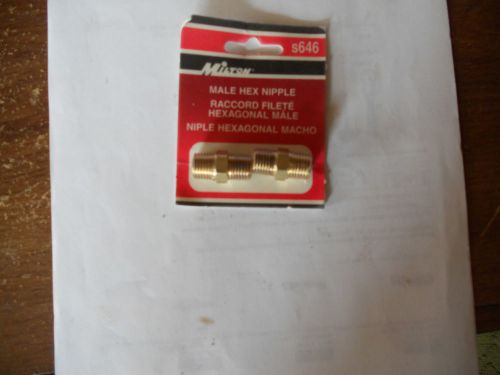 s646
MILTON
MALE HEX NIPPLE
RACCORD FILETÉ
HEXAGONAL MÂLE
NIPLE HEXAGONAL MACHO